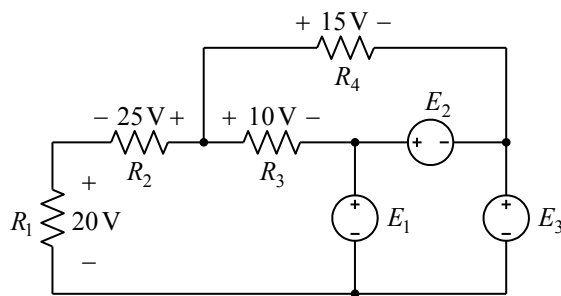 + 15 V −
R4
− 25 V + + 10 V − E2
+ −
R2 R3
+ + +
R1 20 V E1 E3
− − −